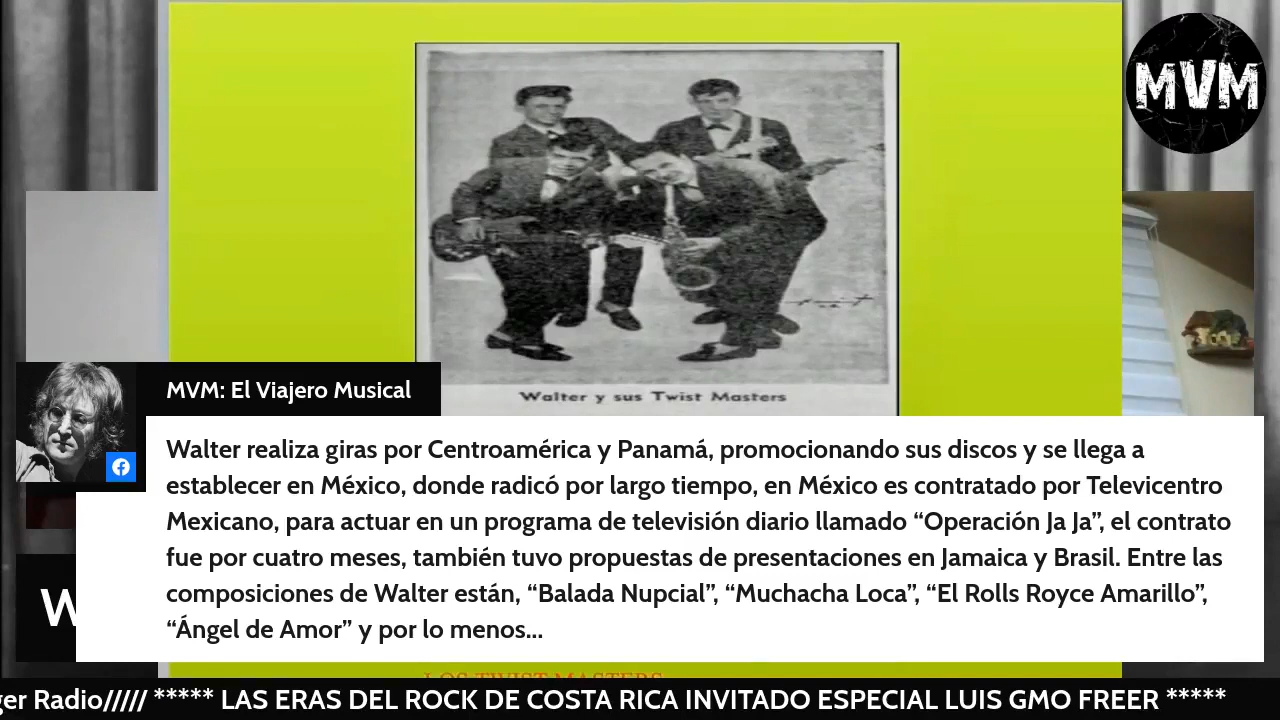 MVM
Walter y sus Twist Masters
MVM: El Viajero Musical
Walter realiza giras por Centroamérica y Panamá, promocionando sus discos y se llega a
establecer en México, donde radicó por largo tiempo, en México es contratado por Televicentro
Mexicano, para actuar en un programa de televisión diario llamado “Operación Ja Ja”, el contrato
fue por cuatro meses, también tuvo propuestas de presentaciones en Jamaica y Brasil. Entre las
composiciones de Walter están, “Balada Nupcial”, “Muchacha Loca”, “El Rolls Royce Amarillo”,
“Ángel de Amor” y por lo menos...
W
LOS TWIST MASTERS
ger Radio///// ***** LAS ERAS DEL ROCK DE COSTA RICA INVITADO ESPECIAL LUIS GMO FREER *****